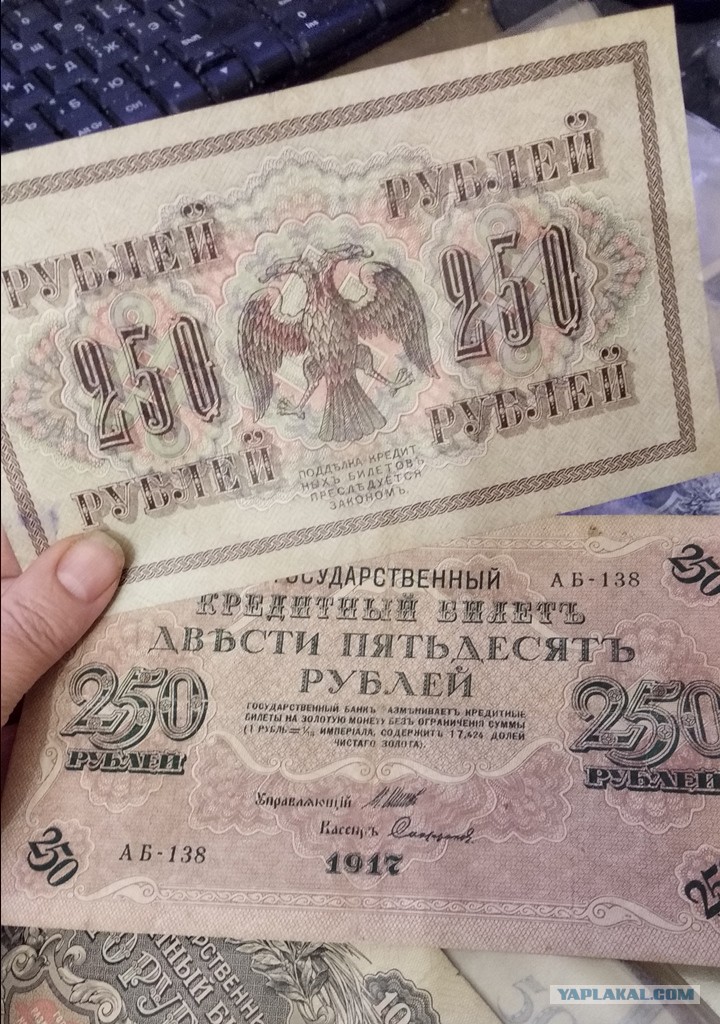 РУБЛЕЙ РУБЛЕЙ
250 250
РУБЛЕЙ РУБЛЕЙ
ПОДДѢЛКА КРЕДИТ
НЫХЪ БИЛЕТОВЪ
ПРЕСЛѢДУЕТСЯ
ЗАКОНОМЪ.
ГОСУДАРСТВЕННЫЙ АБ-138
КРЕДИТНЫЙ БИЛЕТЪ
ДВѢСТИ ПЯТЬДЕСЯТЪ
РУБЛЕЙ
250 РУБЛЕЙ
250 РУБЛЕЙ
ГОСУДАРСТВЕННЫЙ БАНКЪ РАЗМѢНИВАЕТЪ КРЕДИТНЫЕ
БИЛЕТЫ НА ЗОЛОТУЮ МОНЕТУ БЕЗЪ ОГРАНИЧЕНІЯ СУММЫ
(1 РУБЛЬ = 1/15 ИМПЕРІАЛА, СОДЕРЖИТЪ 17,424 ДОЛЕЙ
ЧИСТАГО ЗОЛОТА).
Управляющій
Кассиръ
250 АБ-138 1917
250
YAPLAKAL.COM